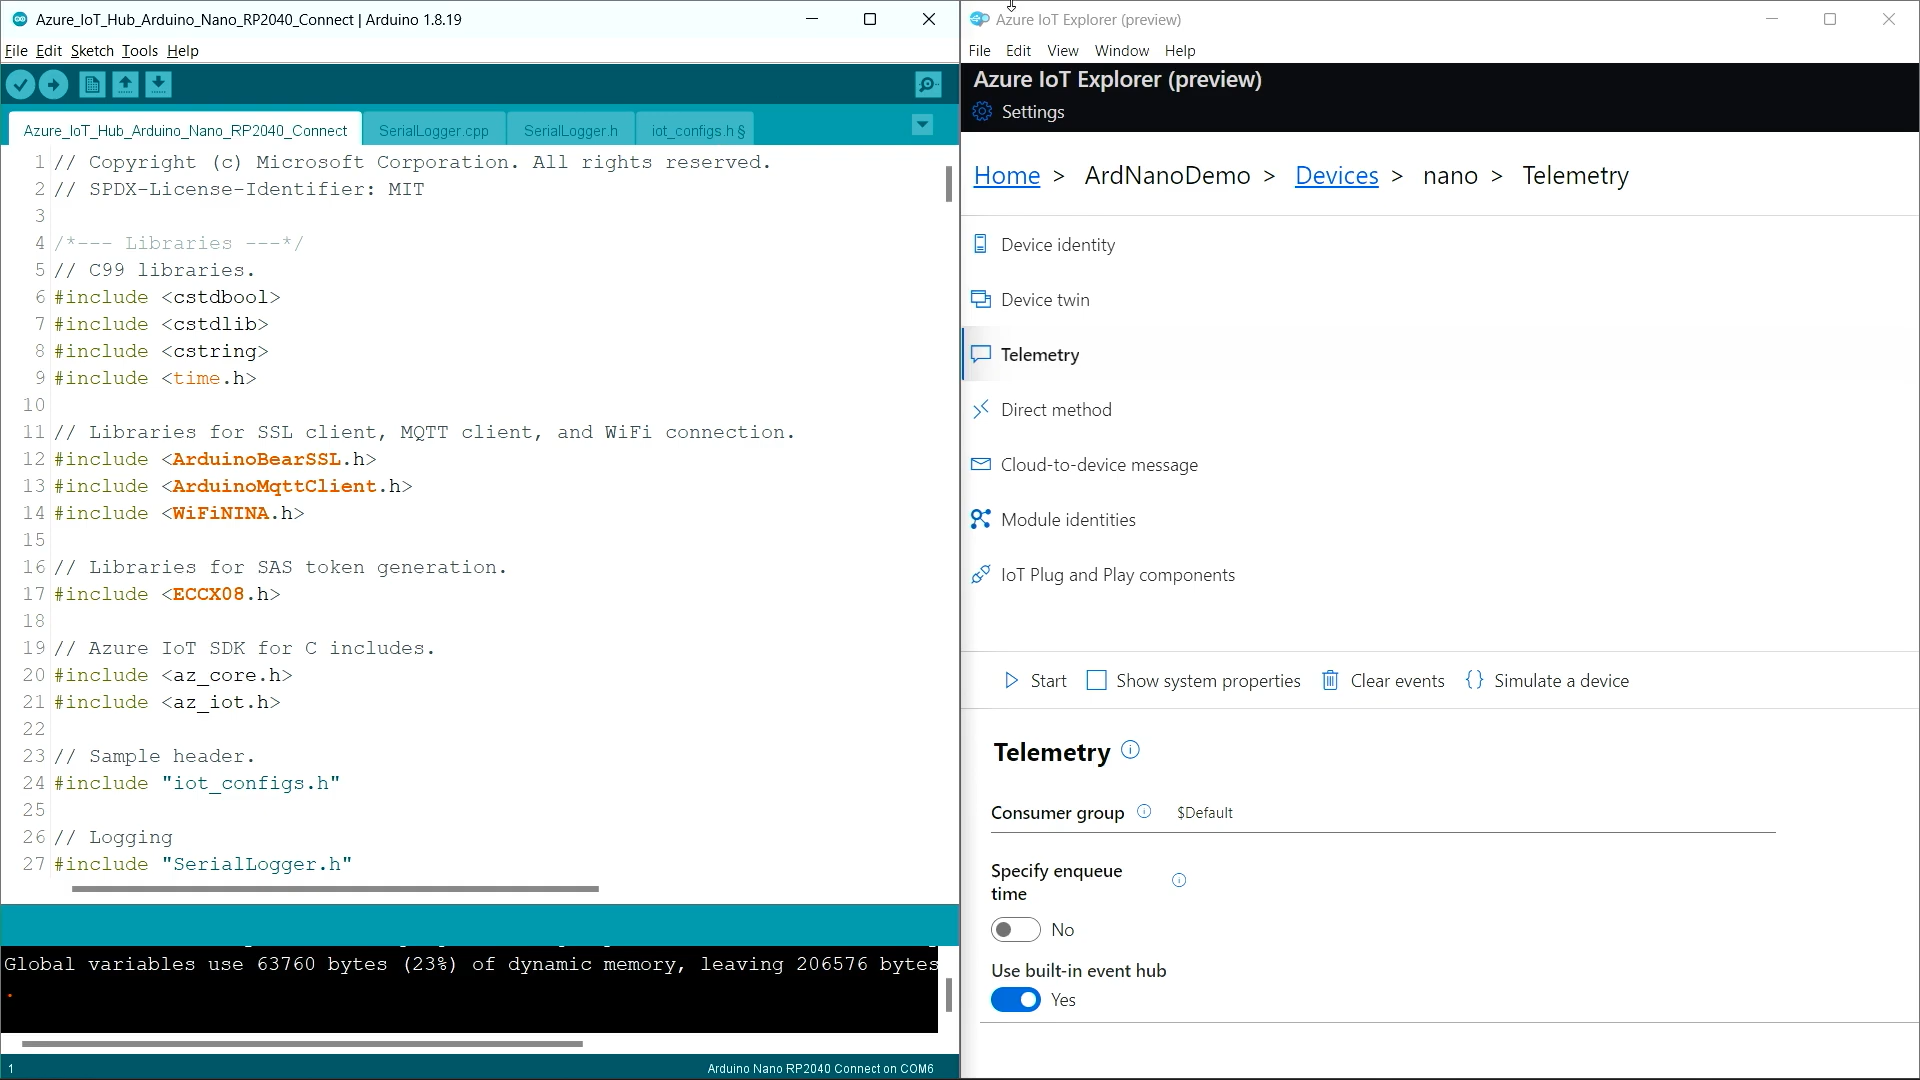 Azure_IoT_Hub_Arduino_Nano_RP2040_Connect | Arduino 1.8.19
File Edit Sketch Tools Help
Azure_IoT_Hub_Arduino_Nano_RP2040_Connect SerialLogger.cpp SerialLogger.h iot_configs.h §
1 // Copyright (c) Microsoft Corporation. All rights reserved.
2 // SPDX-License-Identifier: MIT
3
4 /*--- Libraries ---*/
5 // C99 libraries.
6 #include <cstdbool>
7 #include <cstdlib>
8 #include <cstring>
9 #include <time.h>
10
11 // Libraries for SSL client, MQTT client, and WiFi connection.
12 #include <ArduinoBearSSL.h>
13 #include <ArduinoMqttClient.h>
14 #include <WiFiNINA.h>
15
16 // Libraries for SAS token generation.
17 #include <ECCX08.h>
18
19 // Azure IoT SDK for C includes.
20 #include <az_core.h>
21 #include <az_iot.h>
22
23 // Sample header.
24 #include "iot_configs.h"
25
26 // Logging
27 #include "SerialLogger.h"
Global variables use 63760 bytes (23%) of dynamic memory, leaving 206576 bytes
.
1 Arduino Nano RP2040 Connect on COM6
Azure IoT Explorer (preview)
File Edit View Window Help
Azure IoT Explorer (preview)
Settings
Home > ArdNanoDemo > Devices > nano > Telemetry
Device identity
Device twin
Telemetry
Direct method
Cloud-to-device message
Module identities
IoT Plug and Play components
Start Show system properties Clear events {} Simulate a device
Telemetry
Consumer group $Default
Specify enqueue
time
No
Use built-in event hub
Yes